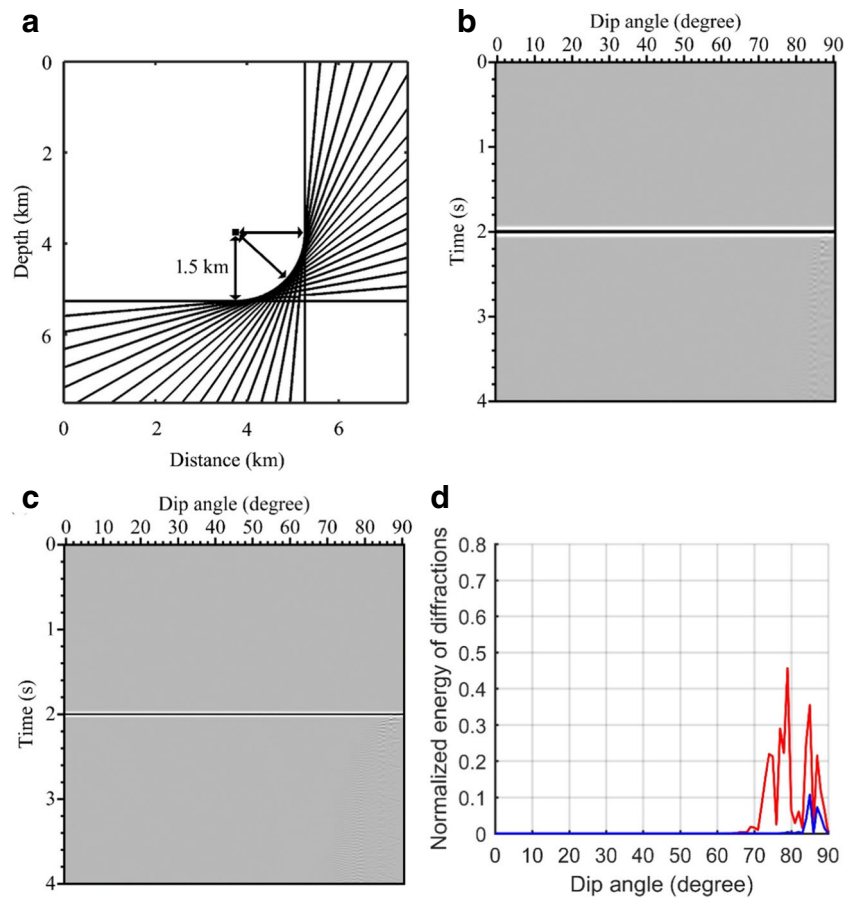 a
0
2
4
6
Depth (km)
1.5 km
0 2 4 6
Distance (km)
b
Dip angle (degree)
0 10 20 30 40 50 60 70 80 90
0
1
2
3
4
Time (s)
c
Dip angle (degree)
0 10 20 30 40 50 60 70 80 90
0
1
2
3
4
Time (s)
d
Normalized energy of diffractions
0.8
0.7
0.6
0.5
0.4
0.3
0.2
0.1
0
0 10 20 30 40 50 60 70 80 90
Dip angle (degree)